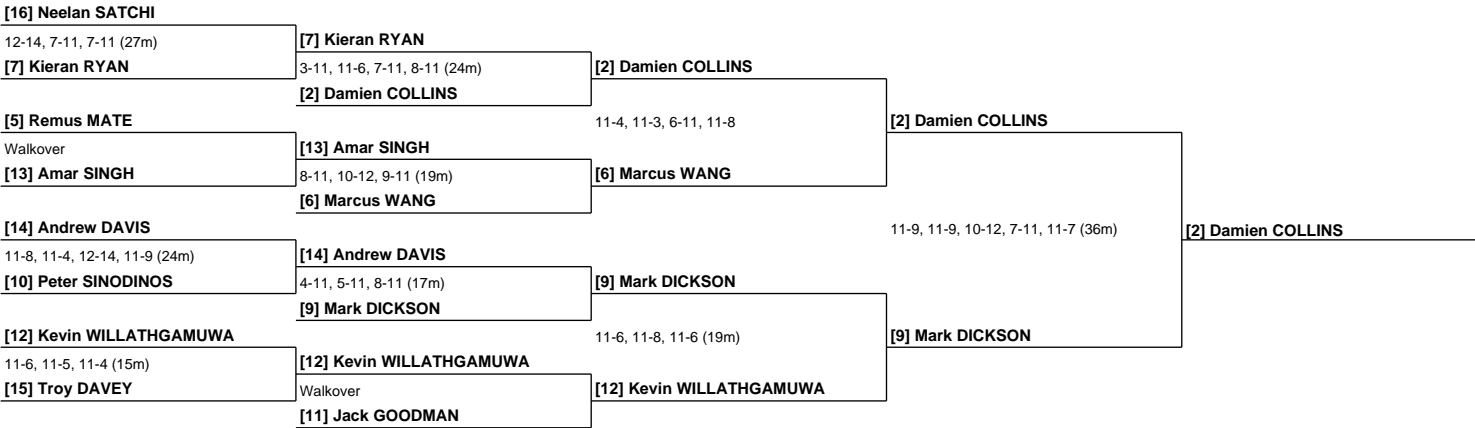 [16] Neelan SATCHI
12-14, 7-11, 7-11 (27m)
[7] Kieran RYAN
[5] Remus MATE
Walkover
[13] Amar SINGH
[14] Andrew DAVIS
11-8, 11-4, 12-14, 11-9 (24m)
[10] Peter SINODINOS
[12] Kevin WILLATHGAMUWA
11-6, 11-5, 11-4 (15m)
[15] Troy DAVEY
[7] Kieran RYAN
3-11, 11-6, 7-11, 8-11 (24m)
[2] Damien COLLINS
[13] Amar SINGH
8-11, 10-12, 9-11 (19m)
[6] Marcus WANG
[14] Andrew DAVIS
4-11, 5-11, 8-11 (17m)
[9] Mark DICKSON
[12] Kevin WILLATHGAMUWA
Walkover
[11] Jack GOODMAN
[2] Damien COLLINS
11-4, 11-3, 6-11, 11-8
[6] Marcus WANG
[9] Mark DICKSON
11-6, 11-8, 11-6 (19m)
[12] Kevin WILLATHGAMUWA
[2] Damien COLLINS
11-9, 11-9, 10-12, 7-11, 11-7 (36m)
[9] Mark DICKSON
[2] Damien COLLINS